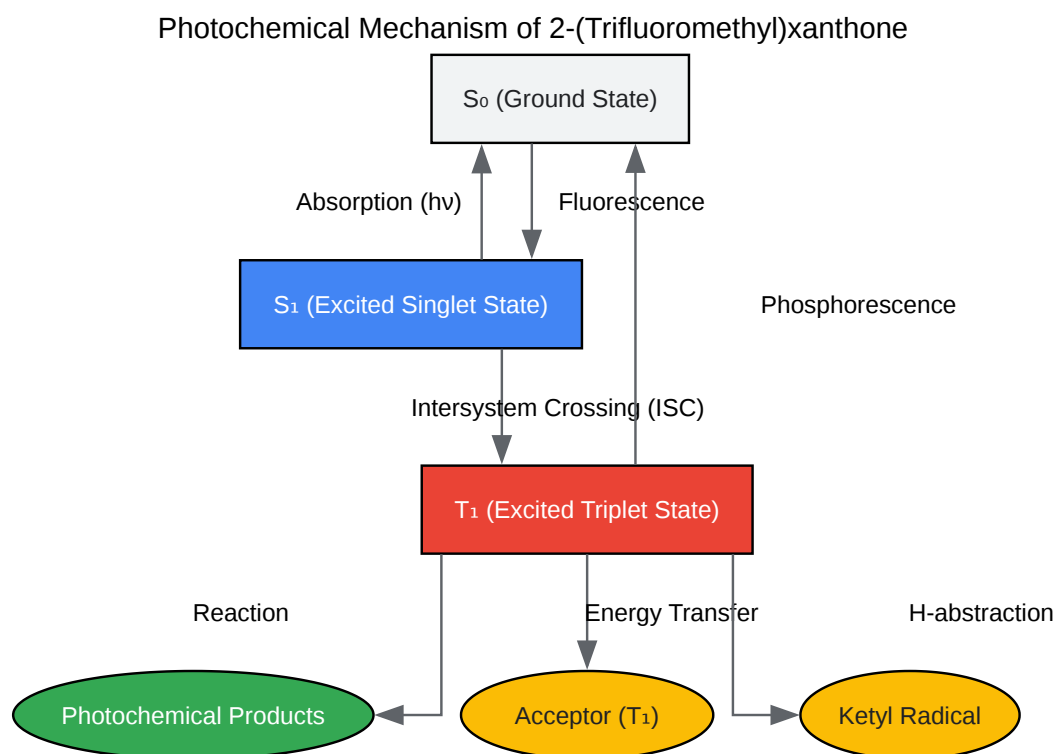 Photochemical Mechanism of 2-(Trifluoromethyl)xanthone
S₀ (Ground State)
Absorption (hν)
Fluorescence
S₁ (Excited Singlet State)
Phosphorescence
Intersystem Crossing (ISC)
T₁ (Excited Triplet State)
Reaction
Energy Transfer
H-abstraction
Photochemical Products
Acceptor (T₁)
Ketyl Radical